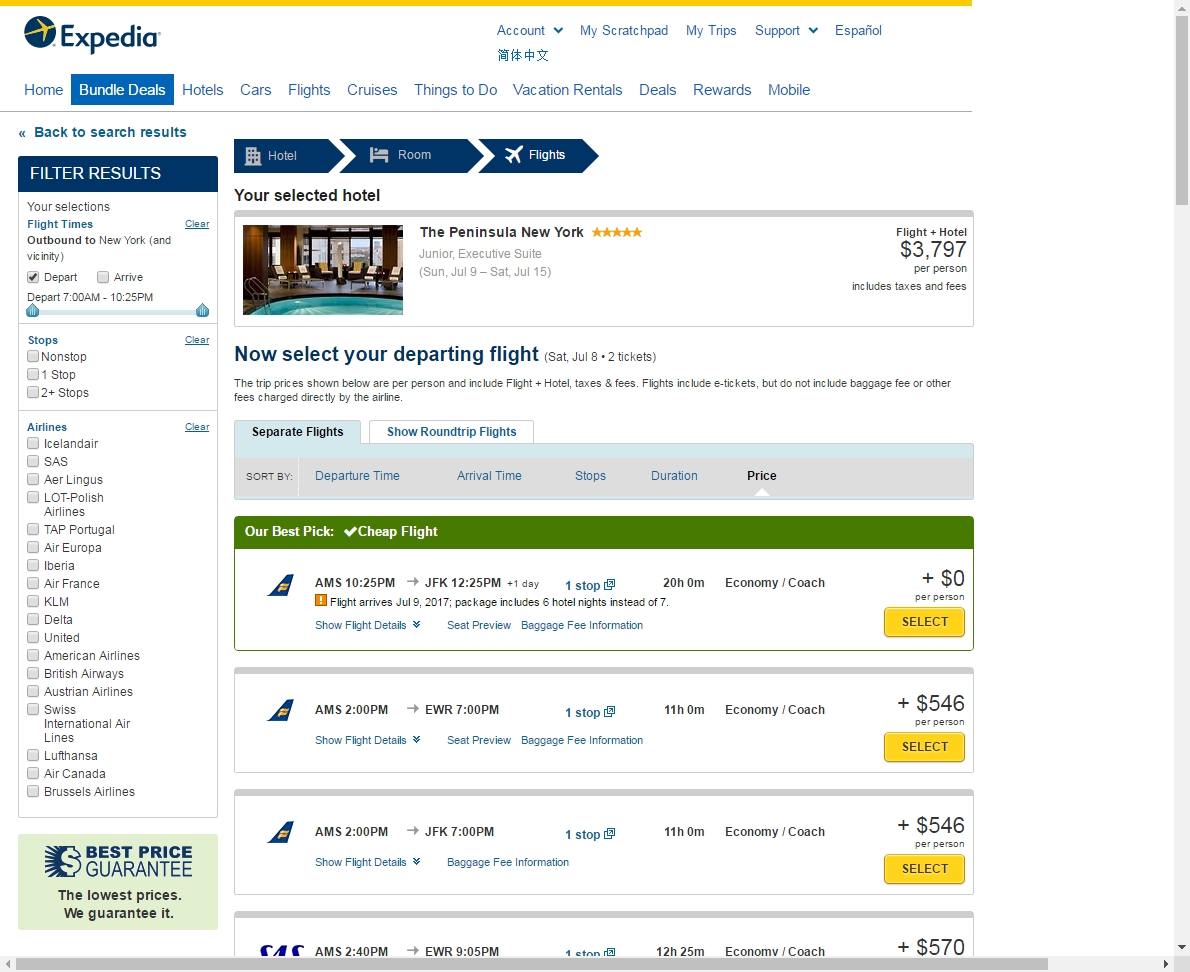 Expedia
Account My Scratchpad My Trips Support Español
简体中文
Home Bundle Deals Hotels Cars Flights Cruises Things to Do Vacation Rentals Deals Rewards Mobile
« Back to search results
FILTER RESULTS
Your selections
Flight Times Clear
Outbound to New York (and
vicinity)
Depart Arrive
Depart 7:00AM - 10:25PM
Stops Clear
Nonstop
1 Stop
2+ Stops
Airlines Clear
Icelandair
SAS
Aer Lingus
LOT-Polish
Airlines
TAP Portugal
Air Europa
Iberia
Air France
KLM
Delta
United
American Airlines
British Airways
Austrian Airlines
Swiss
International Air
Lines
Lufthansa
Air Canada
Brussels Airlines
BEST PRICE
GUARANTEE
The lowest prices.
We guarantee it.
Hotel Room Flights
Your selected hotel
The Peninsula New York
Junior, Executive Suite
(Sun, Jul 9 – Sat, Jul 15)
Flight + Hotel
$3,797
per person
includes taxes and fees
Now select your departing flight (Sat, Jul 8 • 2 tickets)
The trip prices shown below are per person and include Flight + Hotel, taxes & fees. Flights include e-tickets, but do not include baggage fee or other
fees charged directly by the airline.
Separate Flights Show Roundtrip Flights
SORT BY: Departure Time Arrival Time Stops Duration Price
Our Best Pick: Cheap Flight
AMS 10:25PM → JFK 12:25PM +1 day 1 stop 20h 0m Economy / Coach + $0
per person
Flight arrives Jul 9, 2017; package includes 6 hotel nights instead of 7.
Show Flight Details Seat Preview Baggage Fee Information SELECT
AMS 2:00PM → EWR 7:00PM 1 stop 11h 0m Economy / Coach + $546
per person
Show Flight Details Seat Preview Baggage Fee Information SELECT
AMS 2:00PM → JFK 7:00PM 1 stop 11h 0m Economy / Coach + $546
per person
Show Flight Details Baggage Fee Information SELECT
SAS AMS 2:40PM → EWR 9:05PM 1 stop 12h 25m Economy / Coach + $570